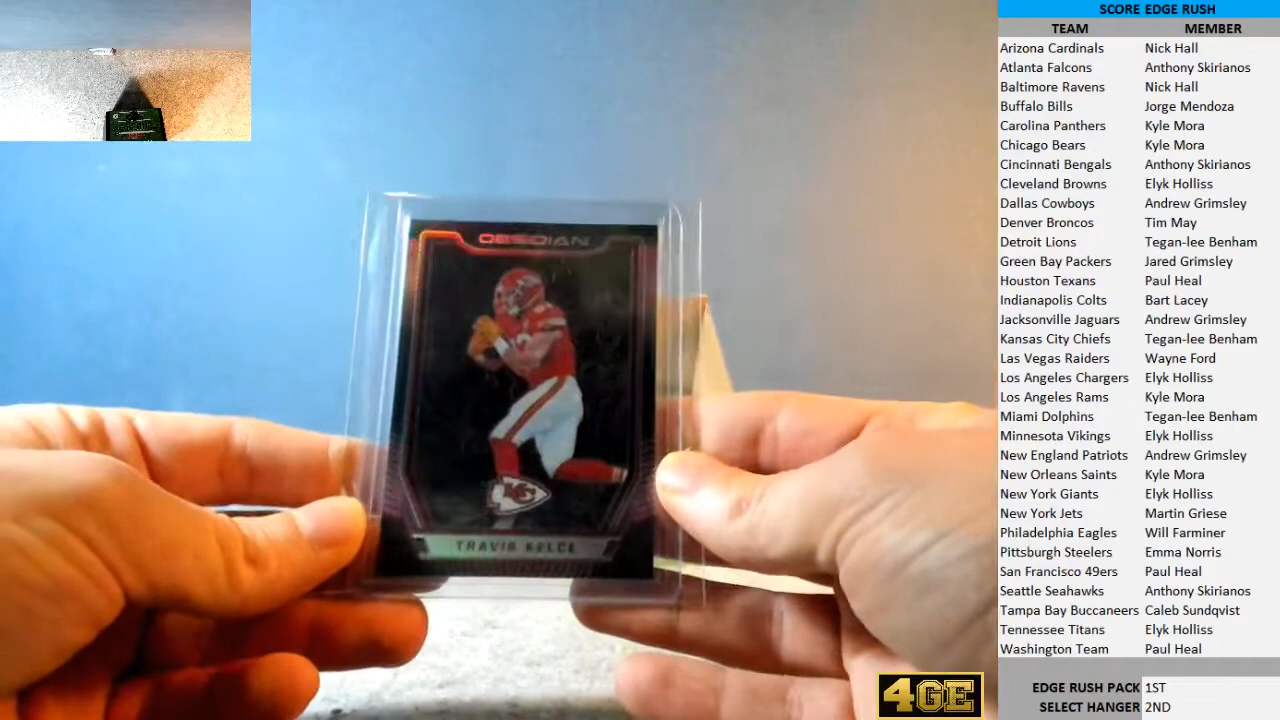 OBSIDIAN
TRAVIS KELCE
4GE
SCORE EDGE RUSH
TEAM MEMBER
Arizona Cardinals Nick Hall
Atlanta Falcons Anthony Skirianos
Baltimore Ravens Nick Hall
Buffalo Bills Jorge Mendoza
Carolina Panthers Kyle Mora
Chicago Bears Kyle Mora
Cincinnati Bengals Anthony Skirianos
Cleveland Browns Elyk Holliss
Dallas Cowboys Andrew Grimsley
Denver Broncos Tim May
Detroit Lions Tegan-lee Benham
Green Bay Packers Jared Grimsley
Houston Texans Paul Heal
Indianapolis Colts Bart Lacey
Jacksonville Jaguars Andrew Grimsley
Kansas City Chiefs Tegan-lee Benham
Las Vegas Raiders Wayne Ford
Los Angeles Chargers Elyk Holliss
Los Angeles Rams Kyle Mora
Miami Dolphins Tegan-lee Benham
Minnesota Vikings Elyk Holliss
New England Patriots Andrew Grimsley
New Orleans Saints Kyle Mora
New York Giants Elyk Holliss
New York Jets Martin Griese
Philadelphia Eagles Will Farminer
Pittsburgh Steelers Emma Norris
San Francisco 49ers Paul Heal
Seattle Seahawks Anthony Skirianos
Tampa Bay Buccaneers Caleb Sundqvist
Tennessee Titans Elyk Holliss
Washington Team Paul Heal
EDGE RUSH PACK 1ST
SELECT HANGER 2ND